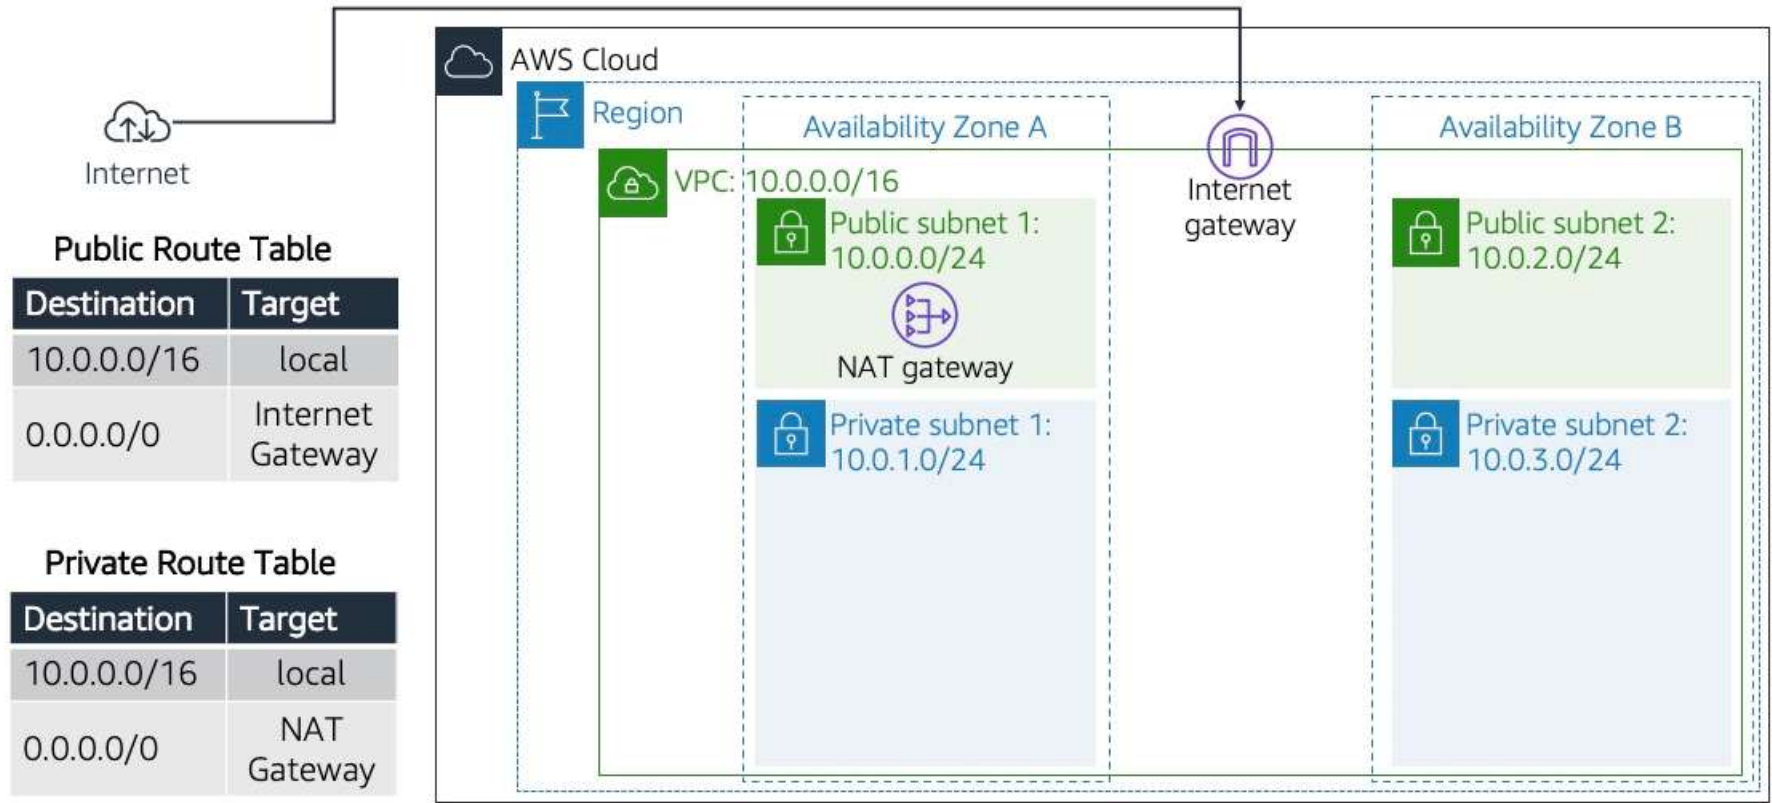 AWS Cloud
Region
Availability Zone A
Availability Zone B
Internet
VPC: 10.0.0.0/16
Internet
gateway
Public subnet 1:
10.0.0.0/24
NAT gateway
Public subnet 2:
10.0.2.0/24
Private subnet 1:
10.0.1.0/24
Private subnet 2:
10.0.3.0/24
Public Route Table
Destination Target
10.0.0.0/16 local
0.0.0.0/0 Internet
Gateway
Private Route Table
Destination Target
10.0.0.0/16 local
0.0.0.0/0 NAT
Gateway